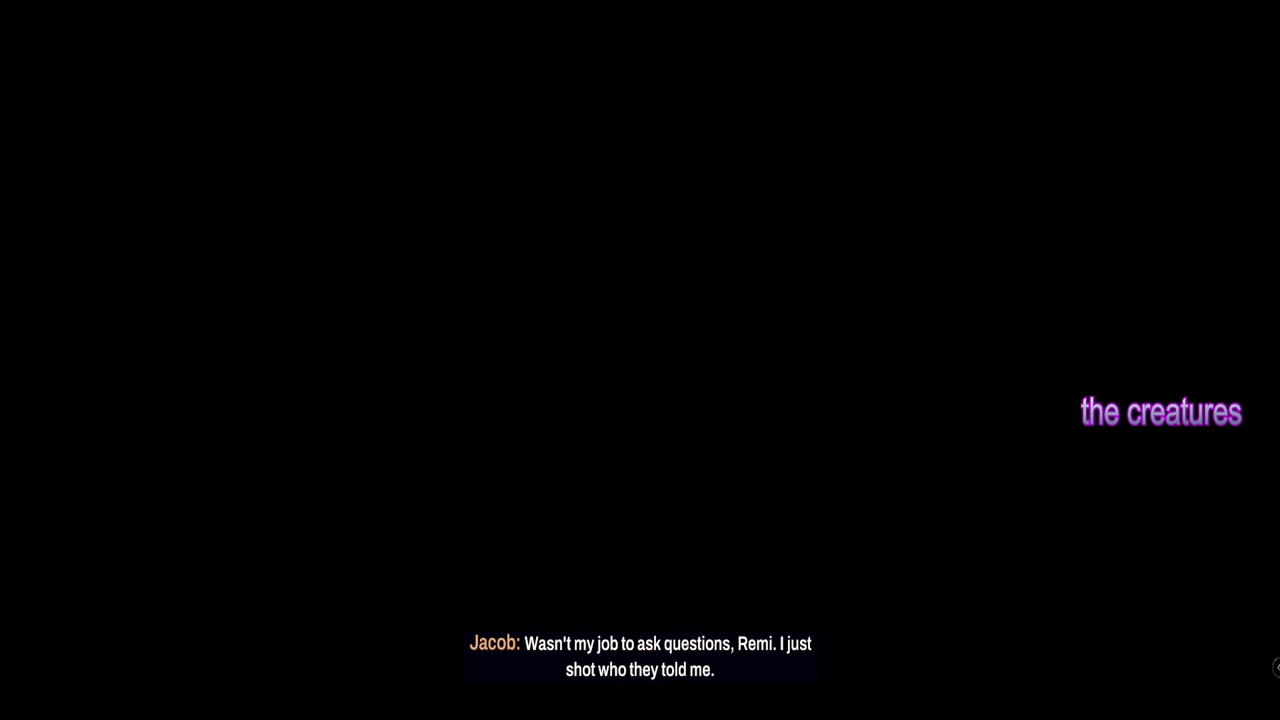 the creatures
Jacob: Wasn't my job to ask questions, Remi. I just
shot who they told me.